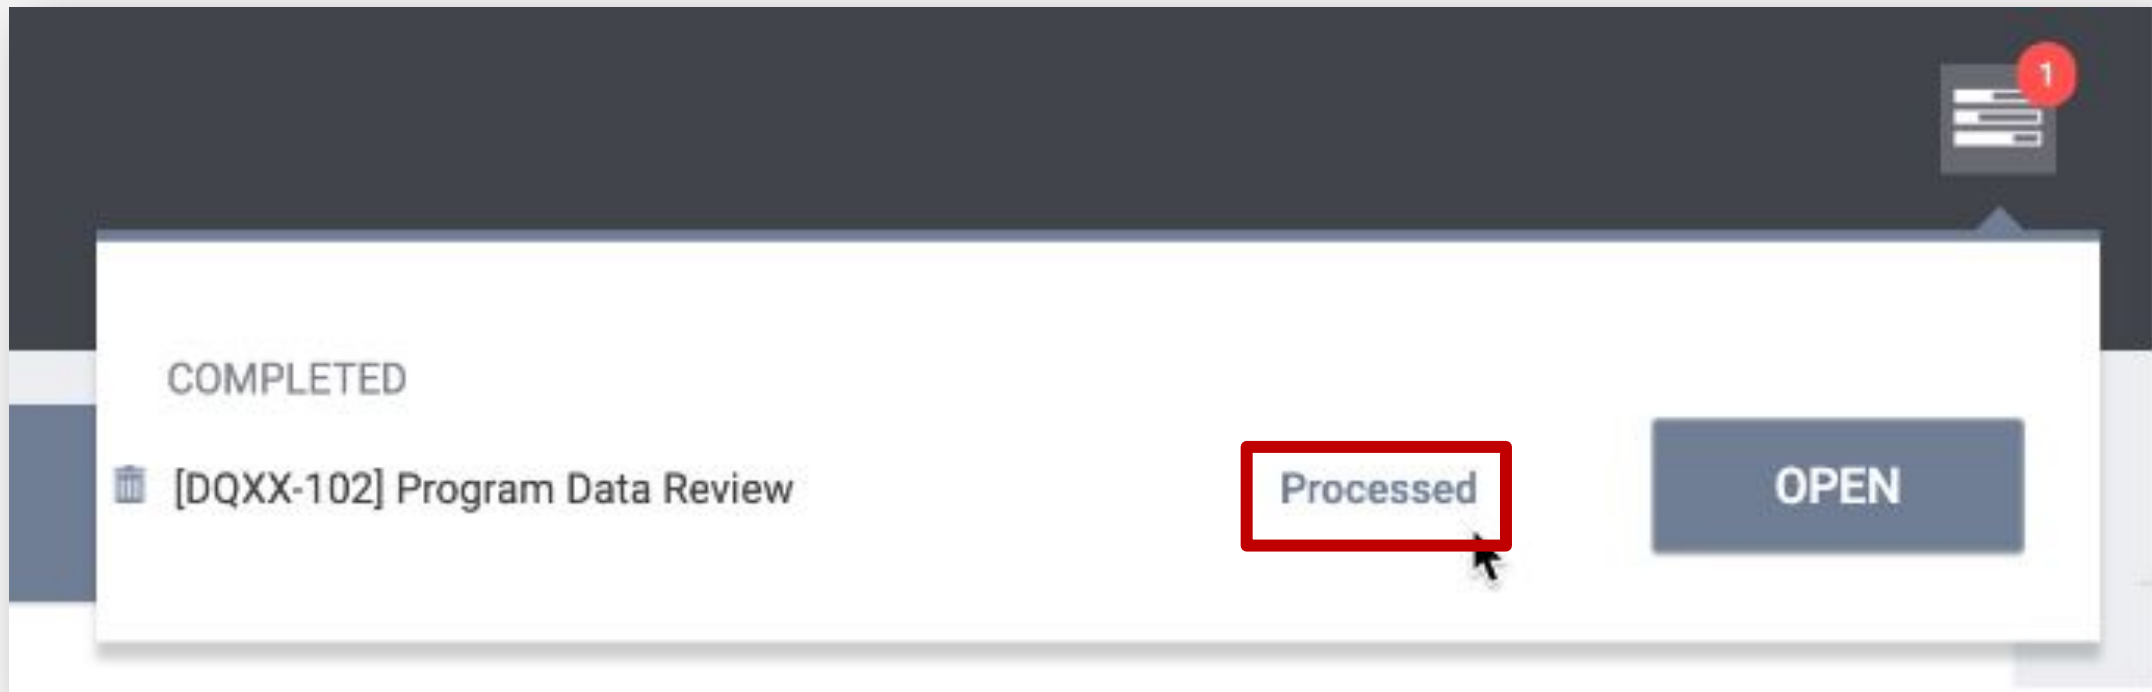 1
COMPLETED
[DQXX-102] Program Data Review Processed OPEN